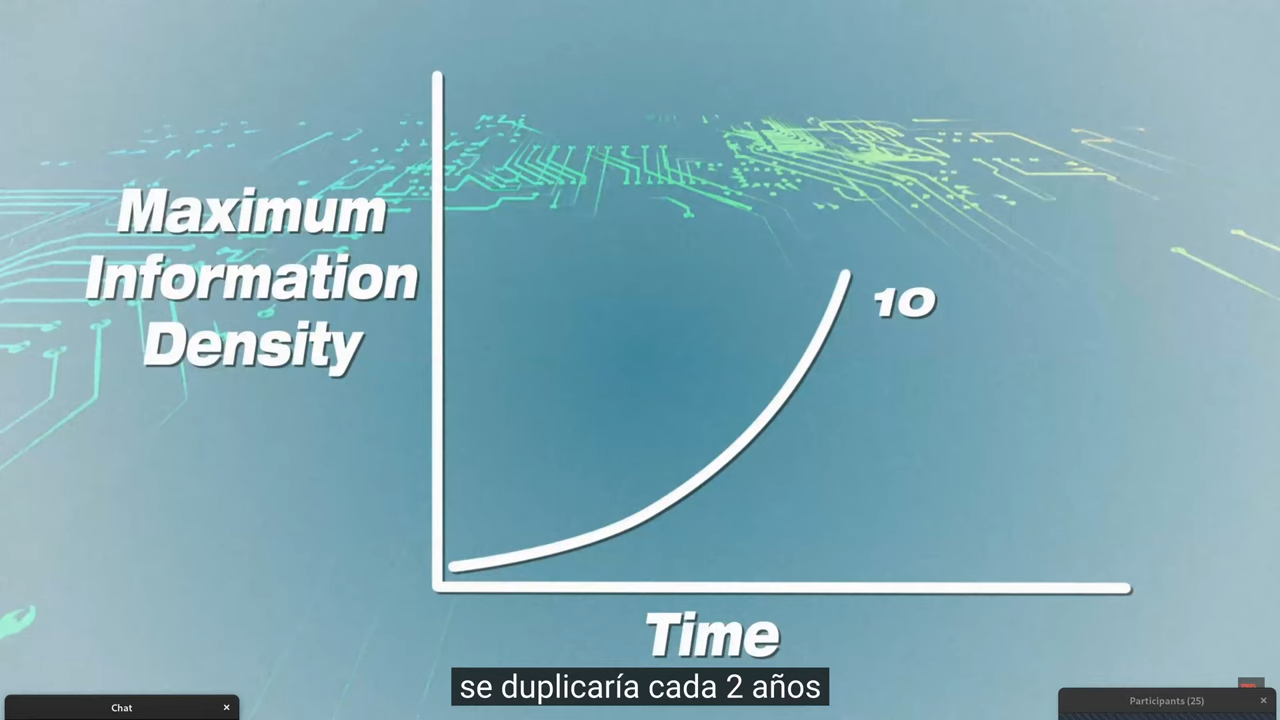 Maximum
Information
Density
10
Time
se duplicaría cada 2 años
Chat
×
Participants (25)
×